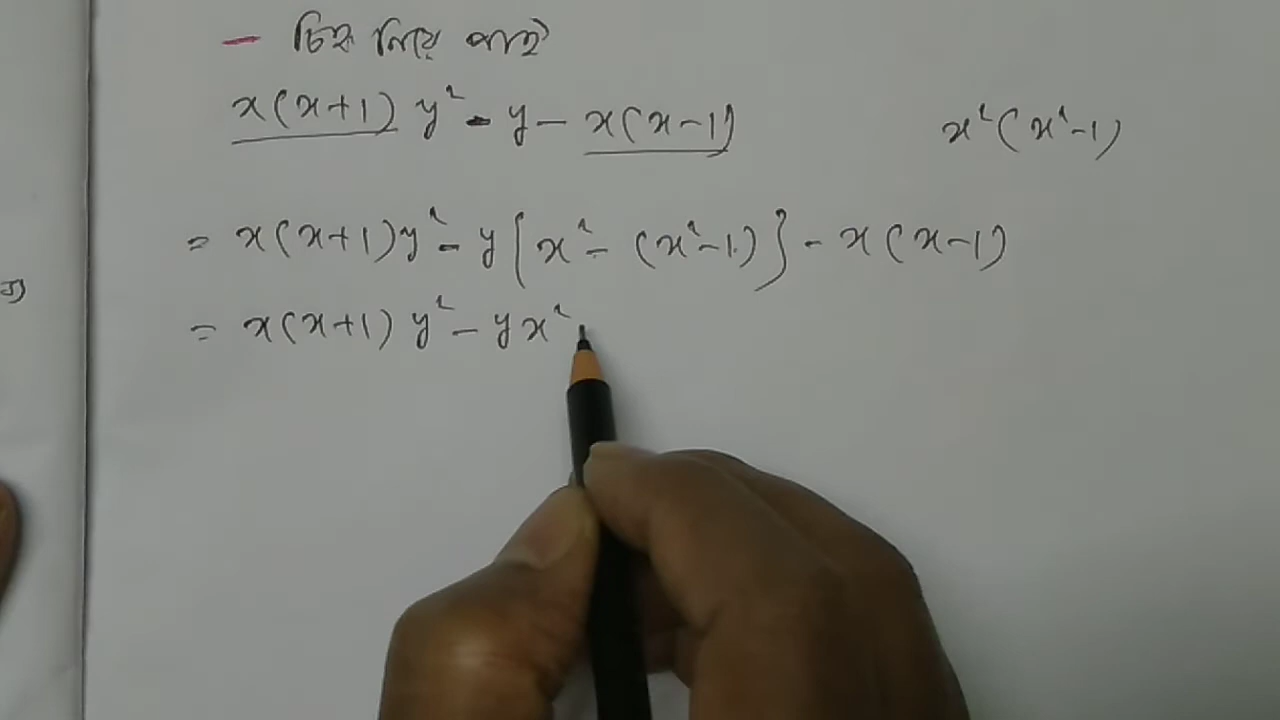 − চিহ্ন নিয়ে পাই
x(x+1) y² - y - x(x-1)
x²(x²-1)
= x(x+1)y² - y{x² - (x²-1)} - x(x-1)
= x(x+1) y² - yx²